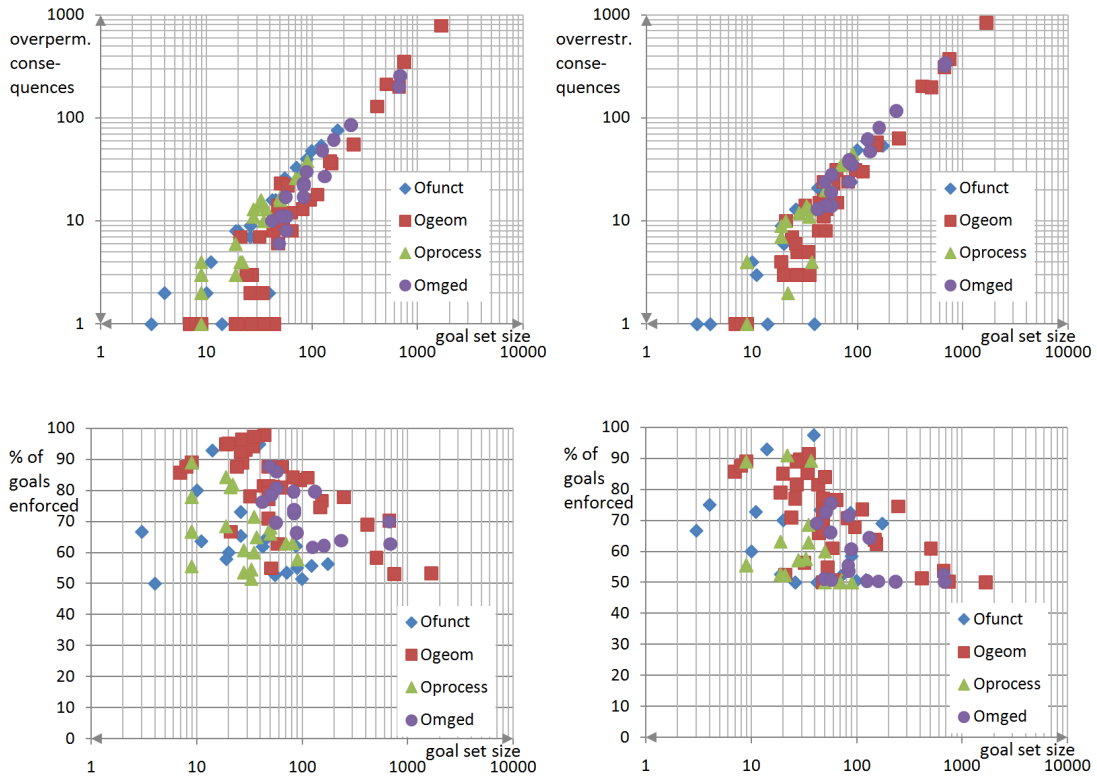 1000
overperm.
conse-
quences
100
10
1
Ofunct
Ogeom
Oprocess
Omged
goal set size
1 10 100 1000 10000
1000
overrestr.
conse-
quences
100
10
1
Ofunct
Ogeom
Oprocess
Omged
goal set size
1 10 100 1000 10000
100
% of
90
goals
80
enforced
70
60
50
40
30
20
10
0
Ofunct
Ogeom
Oprocess
Omged
goal set size
1 10 100 1000 10000
100
% of
90
goals
80
enforced
70
60
50
40
30
20
10
0
Ofunct
Ogeom
Oprocess
Omged
goal set size
1 10 100 1000 10000